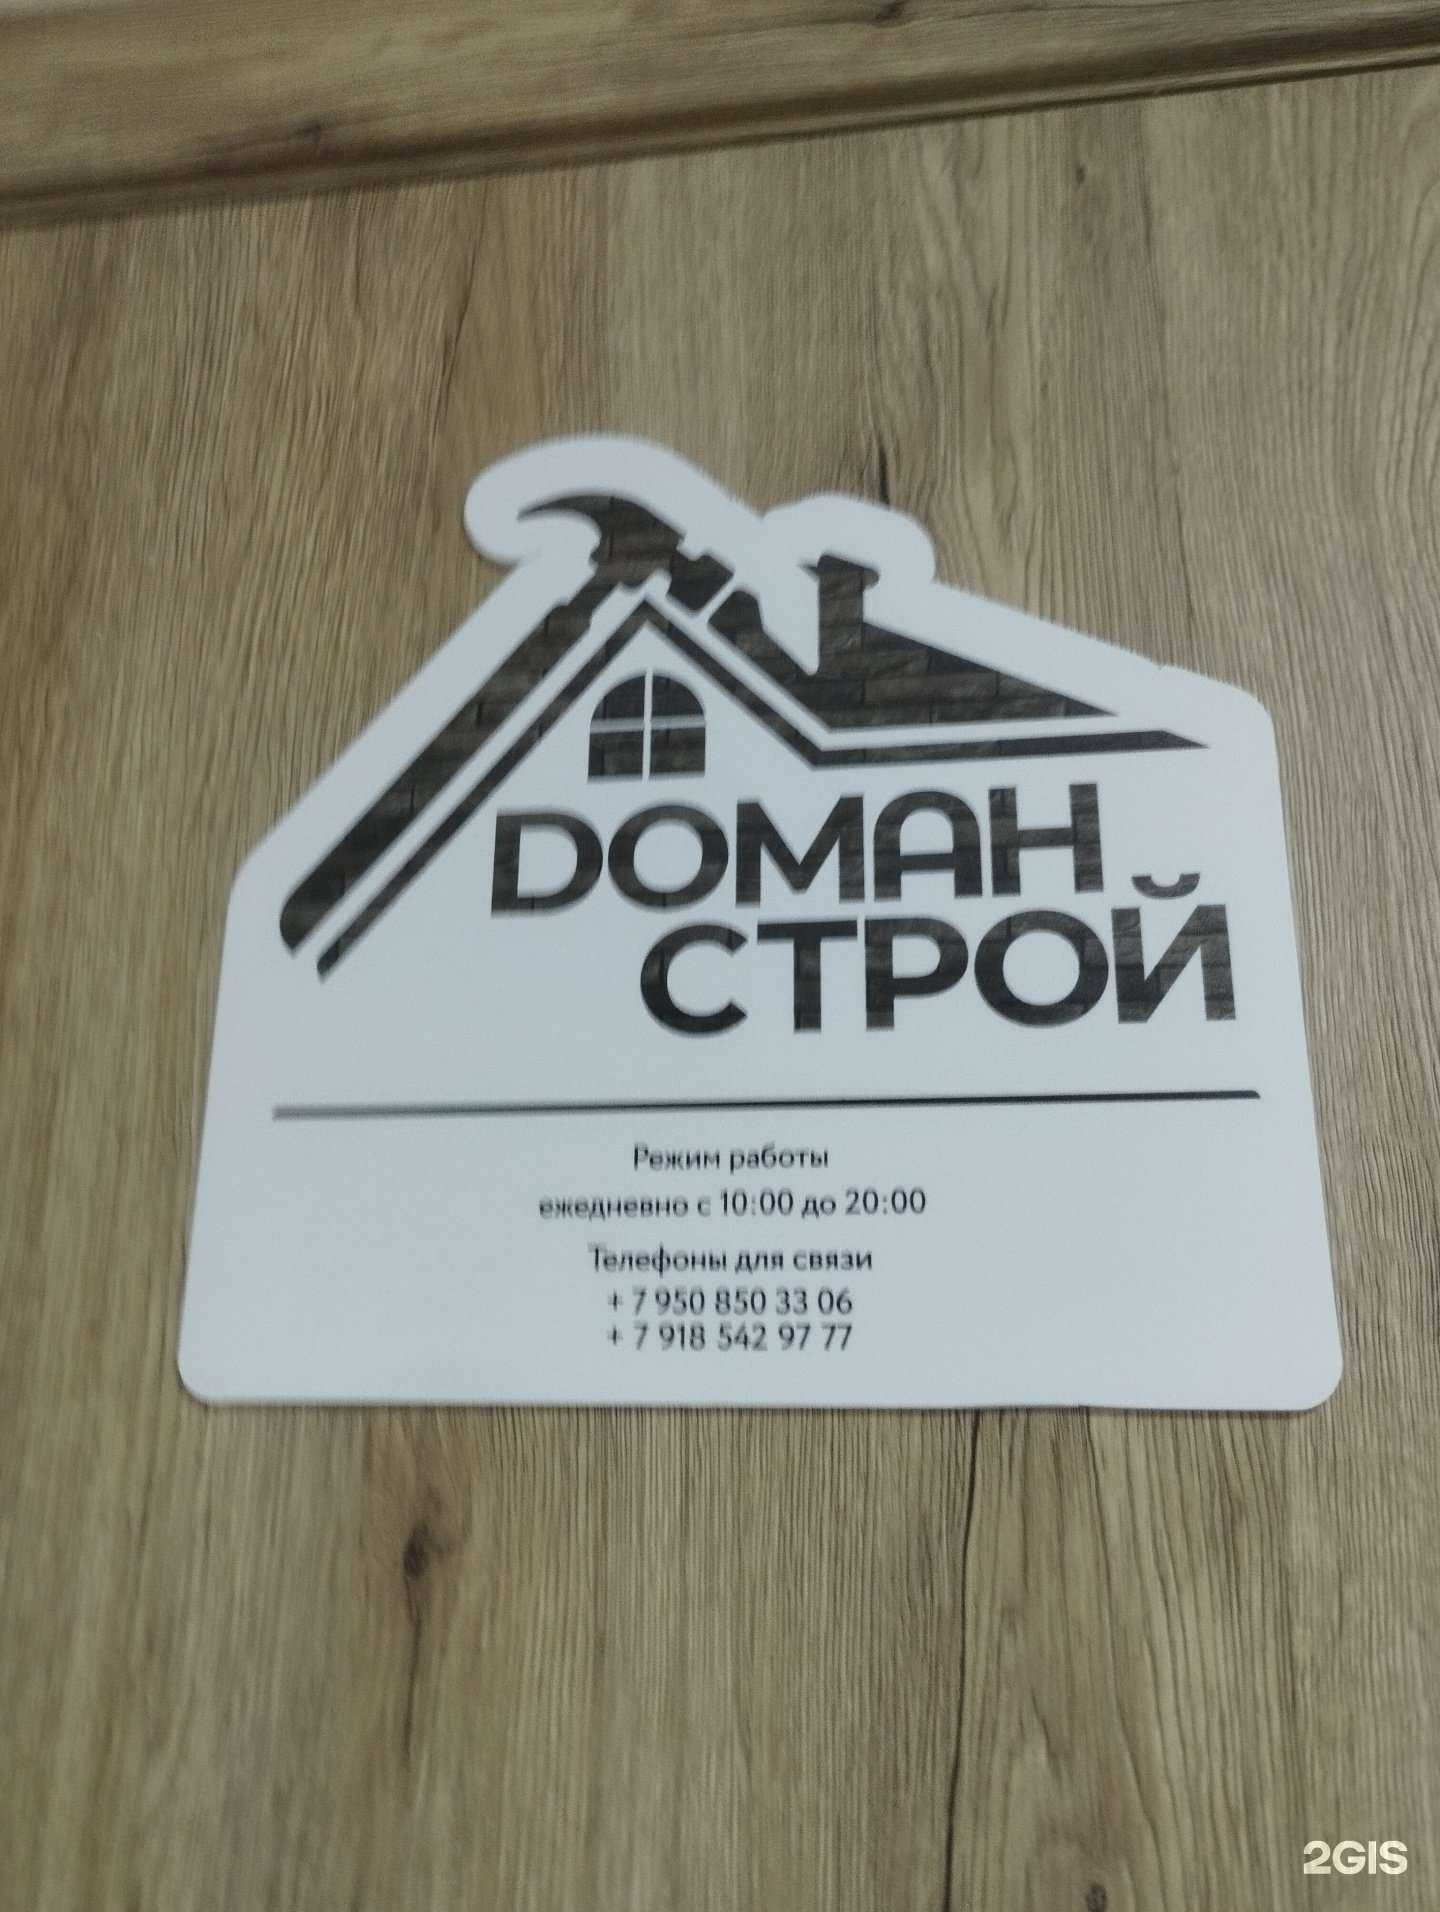 DОМАН
СТРОЙ
Режим работы
ежедневно с 10:00 до 20:00
Телефоны для связи
+ 7 950 850 33 06
+ 7 918 542 97 77
2GIS